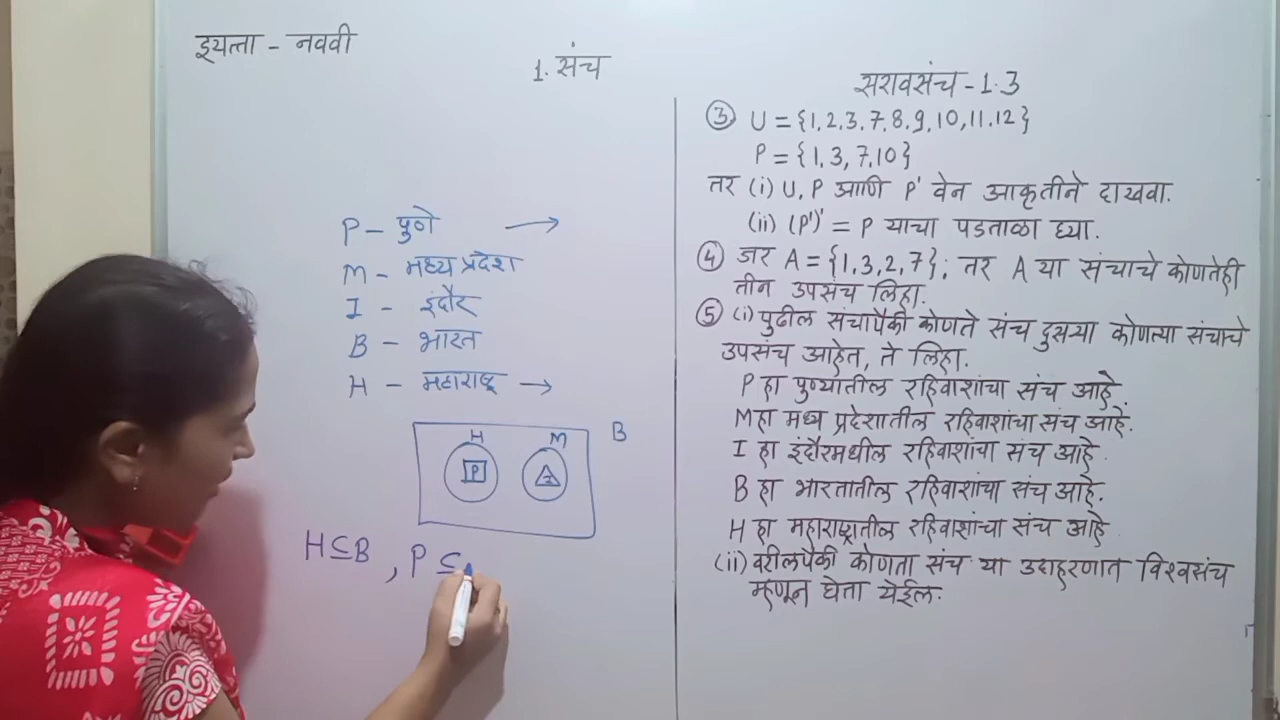 इयत्ता - नववी
1. संच
P - पुणे →
M - मध्य प्रदेश
I - इंदौर
B - भारत
H - महाराष्ट्र →
H M B
P I
H⊆B , P ⊆
सरावसंच - 1.3
③ U = {1,2,3,7,8,9,10,11,12}
P = {1,3,7,10}
तर (i) U, P आणि P' वेन आकृतीने दाखवा.
(ii) (P')' = P याचा पडताळा घ्या.
④ जर A = {1,3,2,7}; तर A या संचाचे कोणतेही
तीन उपसंच लिहा.
⑤ (i) पुढील संचापैकी कोणते संच दुसऱ्या कोणत्या संचाचे
उपसंच आहेत, ते लिहा.
P हा पुण्यातील रहिवाशांचा संच आहे.
M हा मध्य प्रदेशातील रहिवाशांचा संच आहे.
I हा इंदौरमधील रहिवाशांचा संच आहे.
B हा भारतातील रहिवाशांचा संच आहे.
H हा महाराष्ट्रातील रहिवाशांचा संच आहे
(ii) वरीलपैकी कोणता संच या उदाहरणात विश्वसंच
म्हणून घेता येईल.